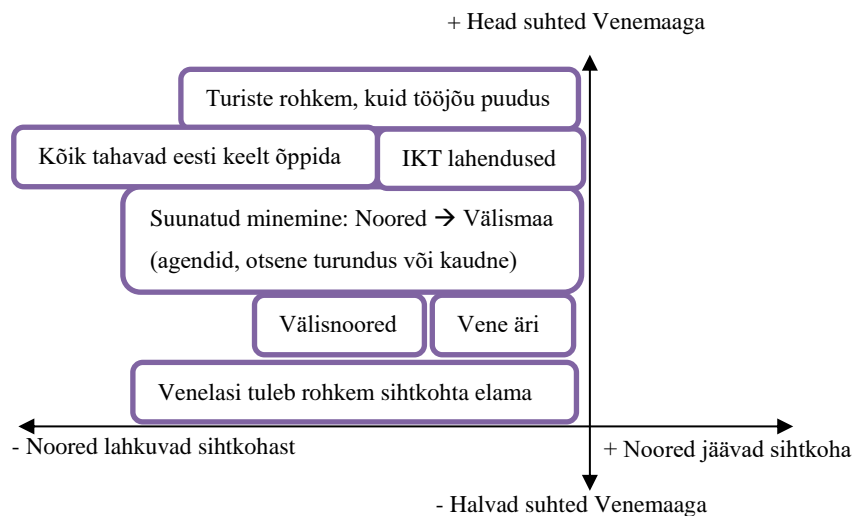 + Head suhted Venemaaga
Turiste rohkem, kuid tööjõu puudus
Kõik tahavad eesti keelt õppida
IKT lahendused
Suunatud minemine: Noored → Välismaa
(agendid, otsene turundus või kaudne)
Välisnoored
Vene äri
Venelasi tuleb rohkem sihtkohta elama
- Noored lahkuvad sihtkohast
+ Noored jäävad sihtkoha
- Halvad suhted Venemaaga